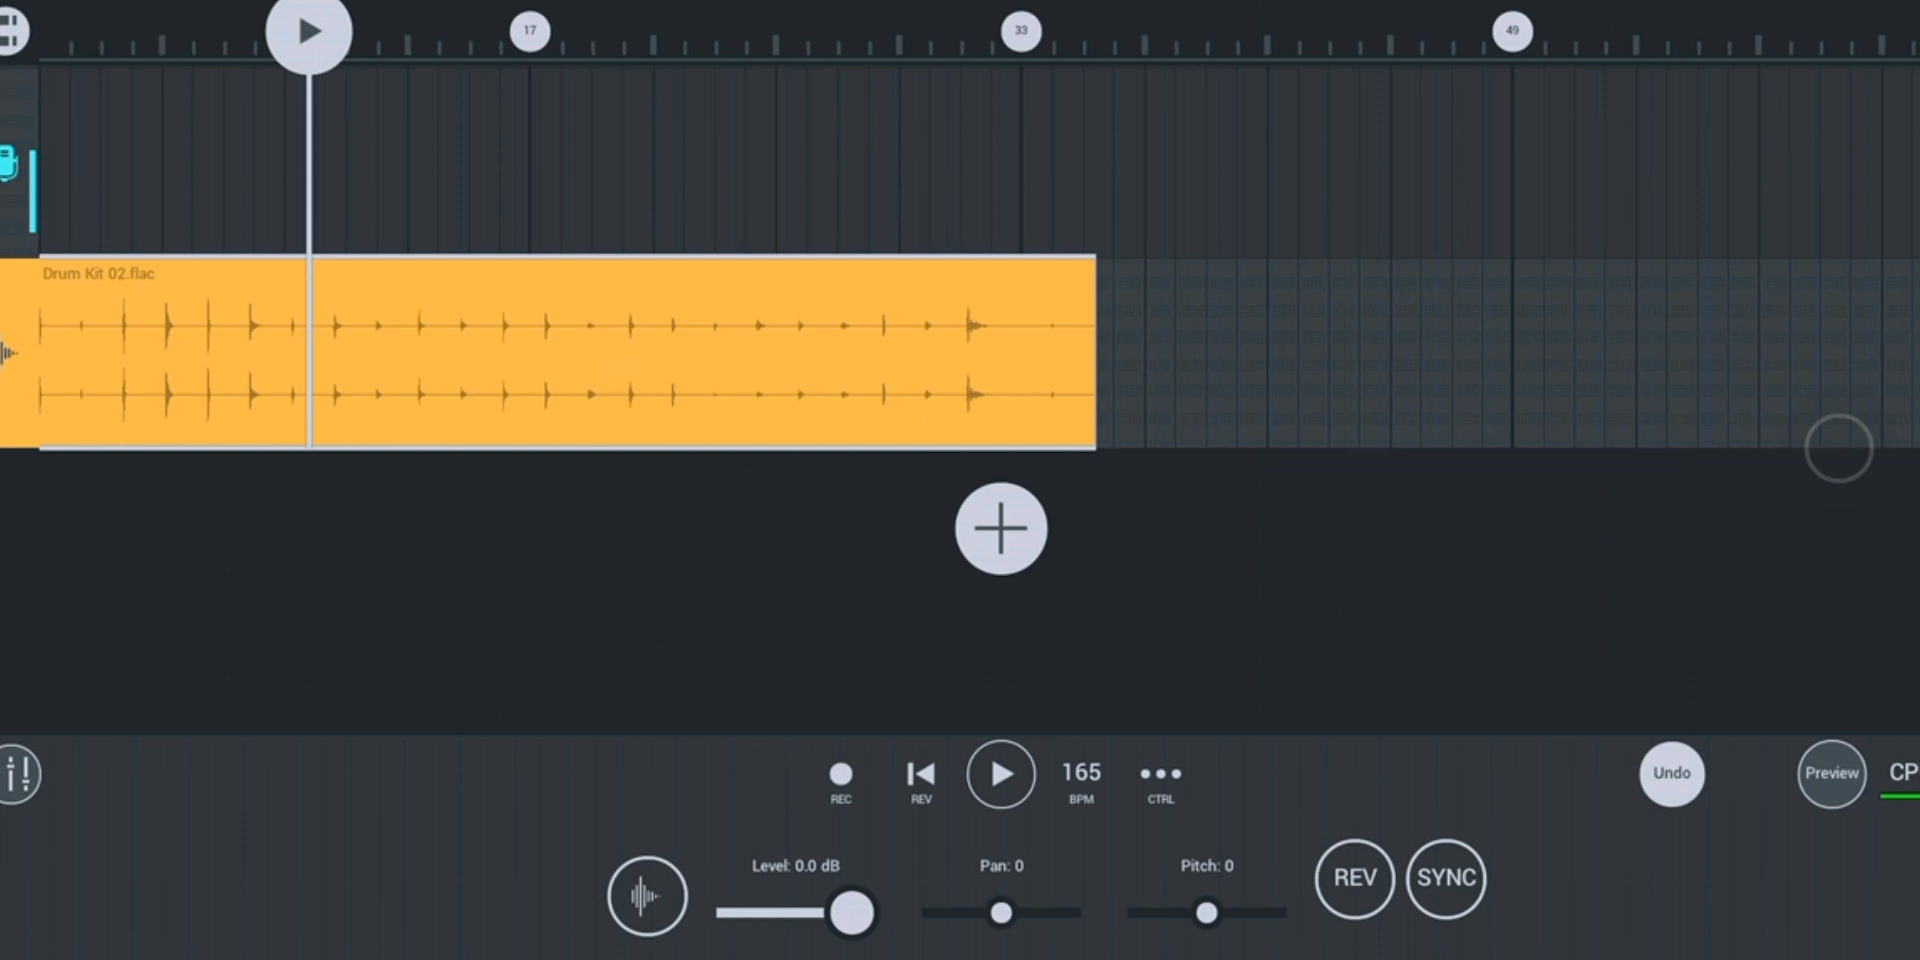 17
33
49
Drum Kit 02.flac
REC
REV
165
BPM
CTRL
Undo
Preview
CP
Level: 0.0 dB
Pan: 0
Pitch: 0
REV
SYNC